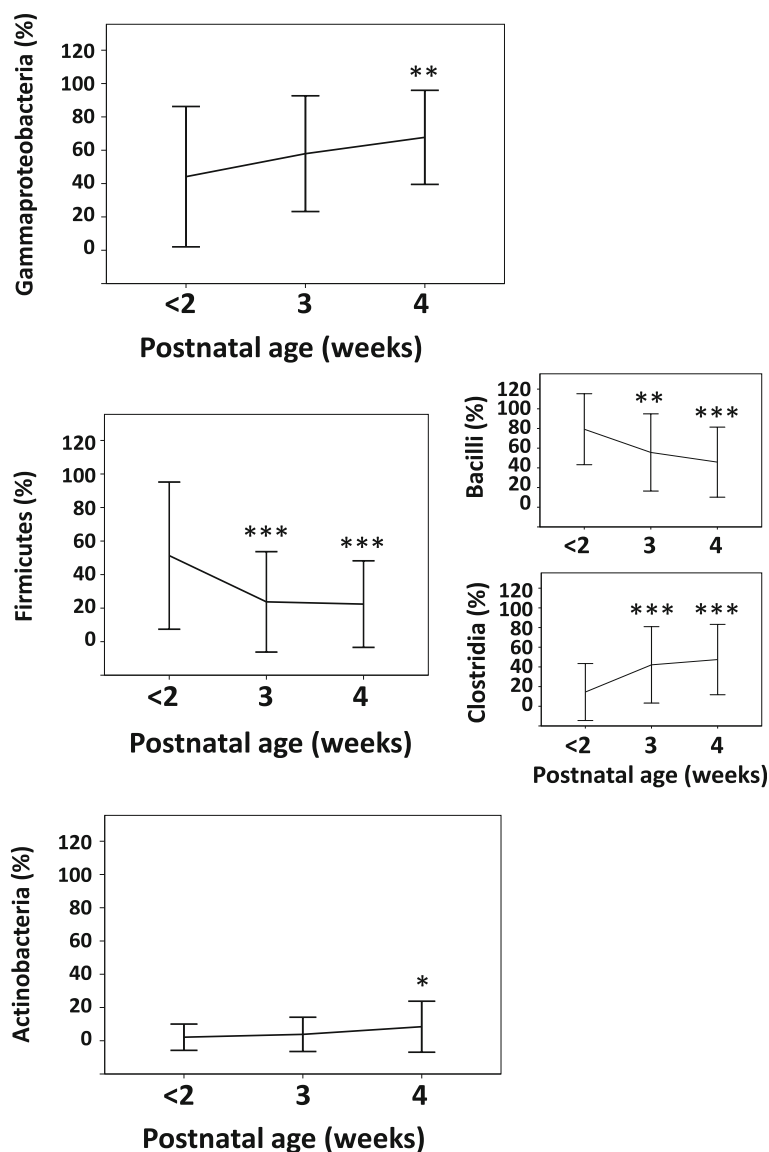 Gammaproteobacteria (%)
120
100
80
60
40
20
0
**
<2 3 4
Postnatal age (weeks)
Firmicutes (%)
120
100
80
60
40
20
0
*** ***
<2 3 4
Postnatal age (weeks)
Bacilli (%)
120
100
80
60
40
20
0
** ***
<2 3 4
Clostridia (%)
120
100
80
60
40
20
0
*** ***
<2 3 4
Postnatal age (weeks)
Actinobacteria (%)
120
100
80
60
40
20
0
*
<2 3 4
Postnatal age (weeks)